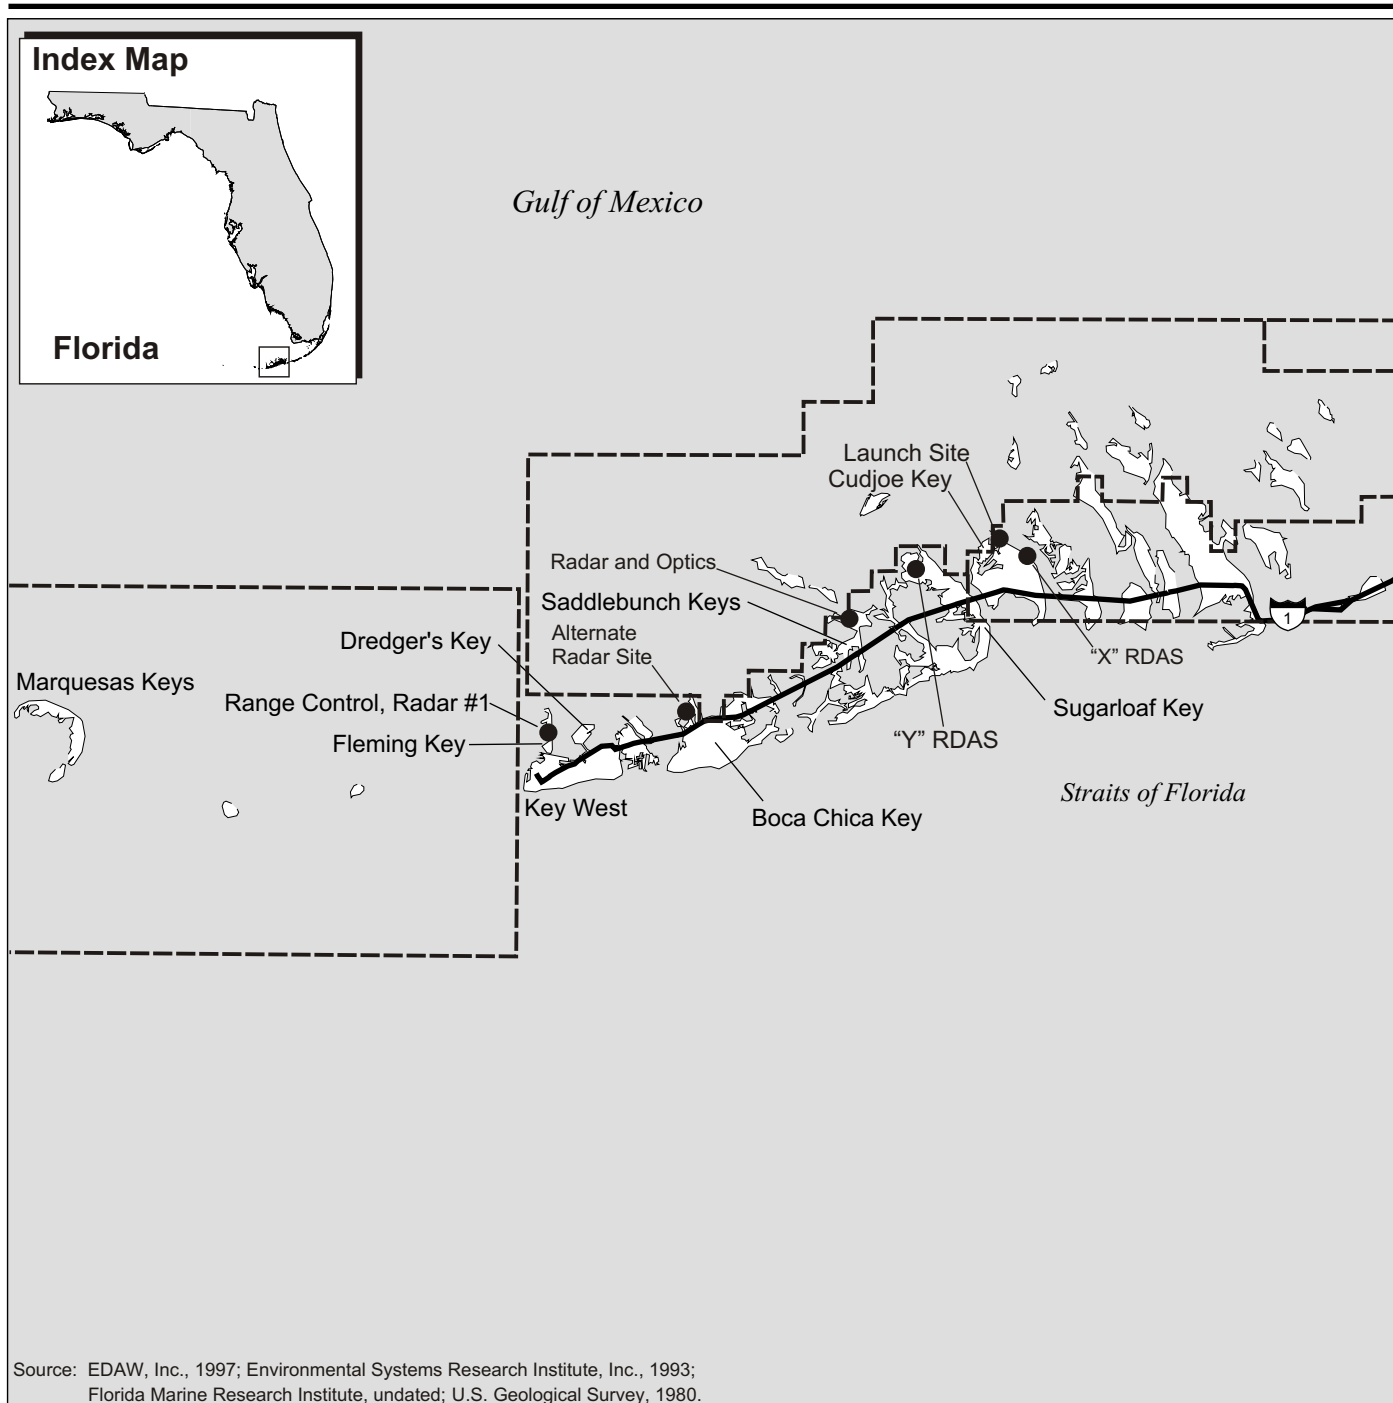 Index Map
Florida
Gulf of Mexico
Launch Site
Cudjoe Key
Radar and Optics
Saddlebunch Keys
Alternate
Radar Site
Dredger's Key
Marquesas Keys
Range Control, Radar #1
Fleming Key
Key West
Boca Chica Key
“Y” RDAS
“X” RDAS
Sugarloaf Key
1
Straits of Florida
Source: EDAW, Inc., 1997; Environmental Systems Research Institute, Inc., 1993;
Florida Marine Research Institute, undated; U.S. Geological Survey, 1980.